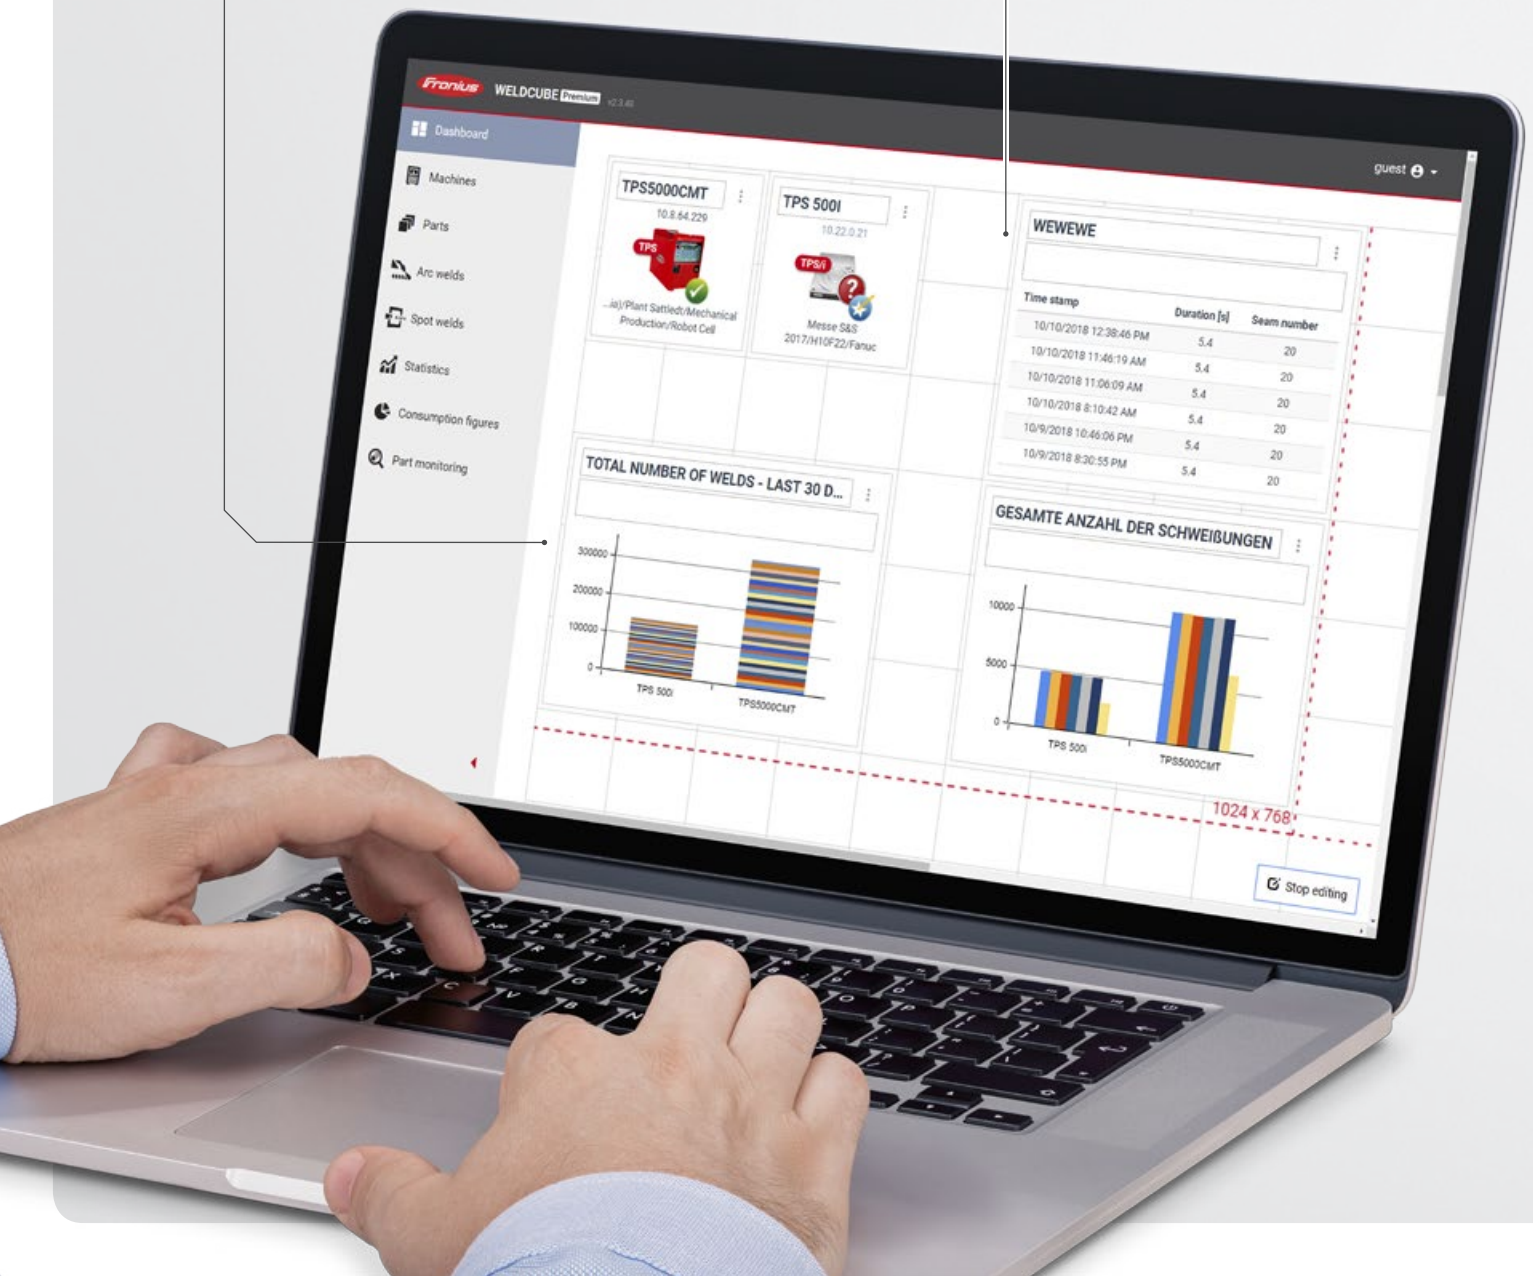 Fronius WELDCUBE Premium v2.3.40
guest
Dashboard
Machines
Parts
Arc welds
Spot welds
Statistics
Consumption figures
Part monitoring
TPS5000CMT
10.8.64.229
TPS
...ia)/Plant Sattledt/Mechanical
Production/Robot Cell
TPS 500I
10.22.0.21
TPS/i
?
Messe S&S
2017/H10F22/Fanuc
WEWEWE
Time stamp Duration [s] Seam number
10/10/2018 12:38:46 PM 5.4 20
10/10/2018 11:46:19 AM 5.4 20
10/10/2018 11:06:09 AM 5.4 20
10/10/2018 8:10:42 AM 5.4 20
10/9/2018 10:46:06 PM 5.4 20
10/9/2018 8:30:55 PM 5.4 20
TOTAL NUMBER OF WELDS - LAST 30 D...
300000
200000
100000
0
TPS 500i TPS5000CMT
GESAMTE ANZAHL DER SCHWEIßUNGEN
10000
5000
0
TPS 500i TPS5000CMT
1024 x 768
Stop editing